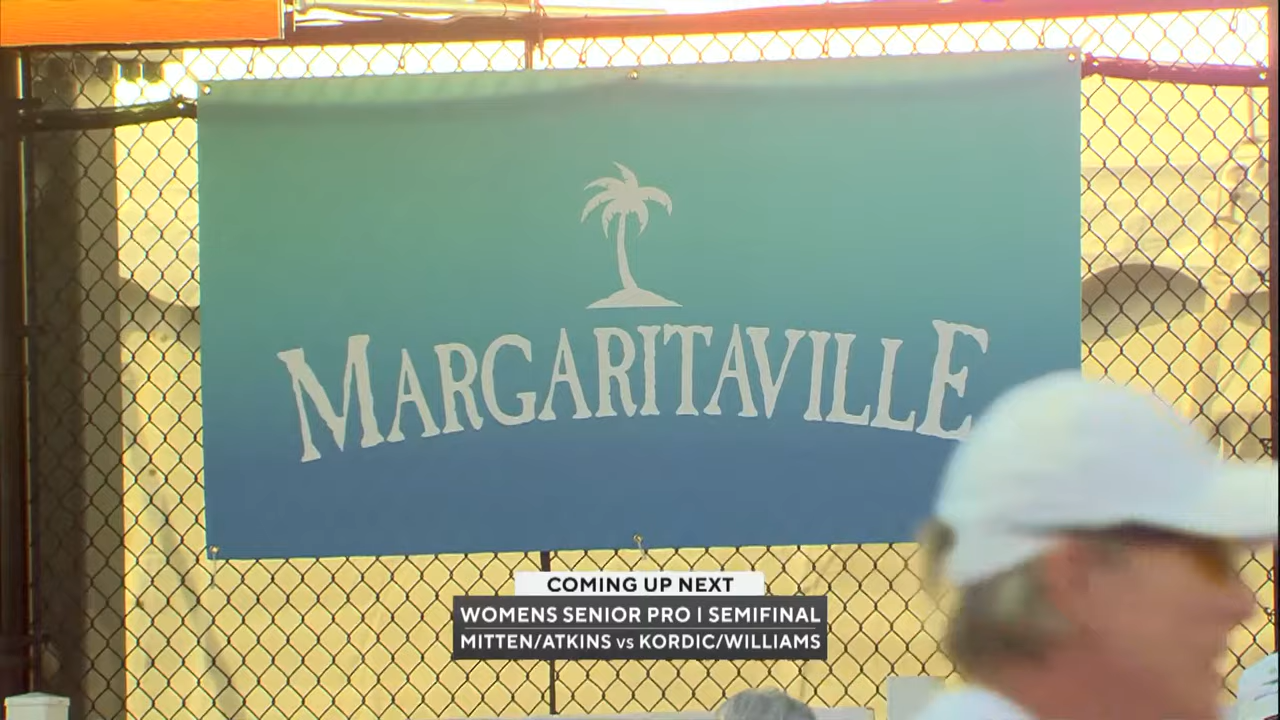 MARGARITAVILLE
COMING UP NEXT
WOMENS SENIOR PRO | SEMIFINAL
MITTEN/ATKINS vs KORDIC/WILLIAMS